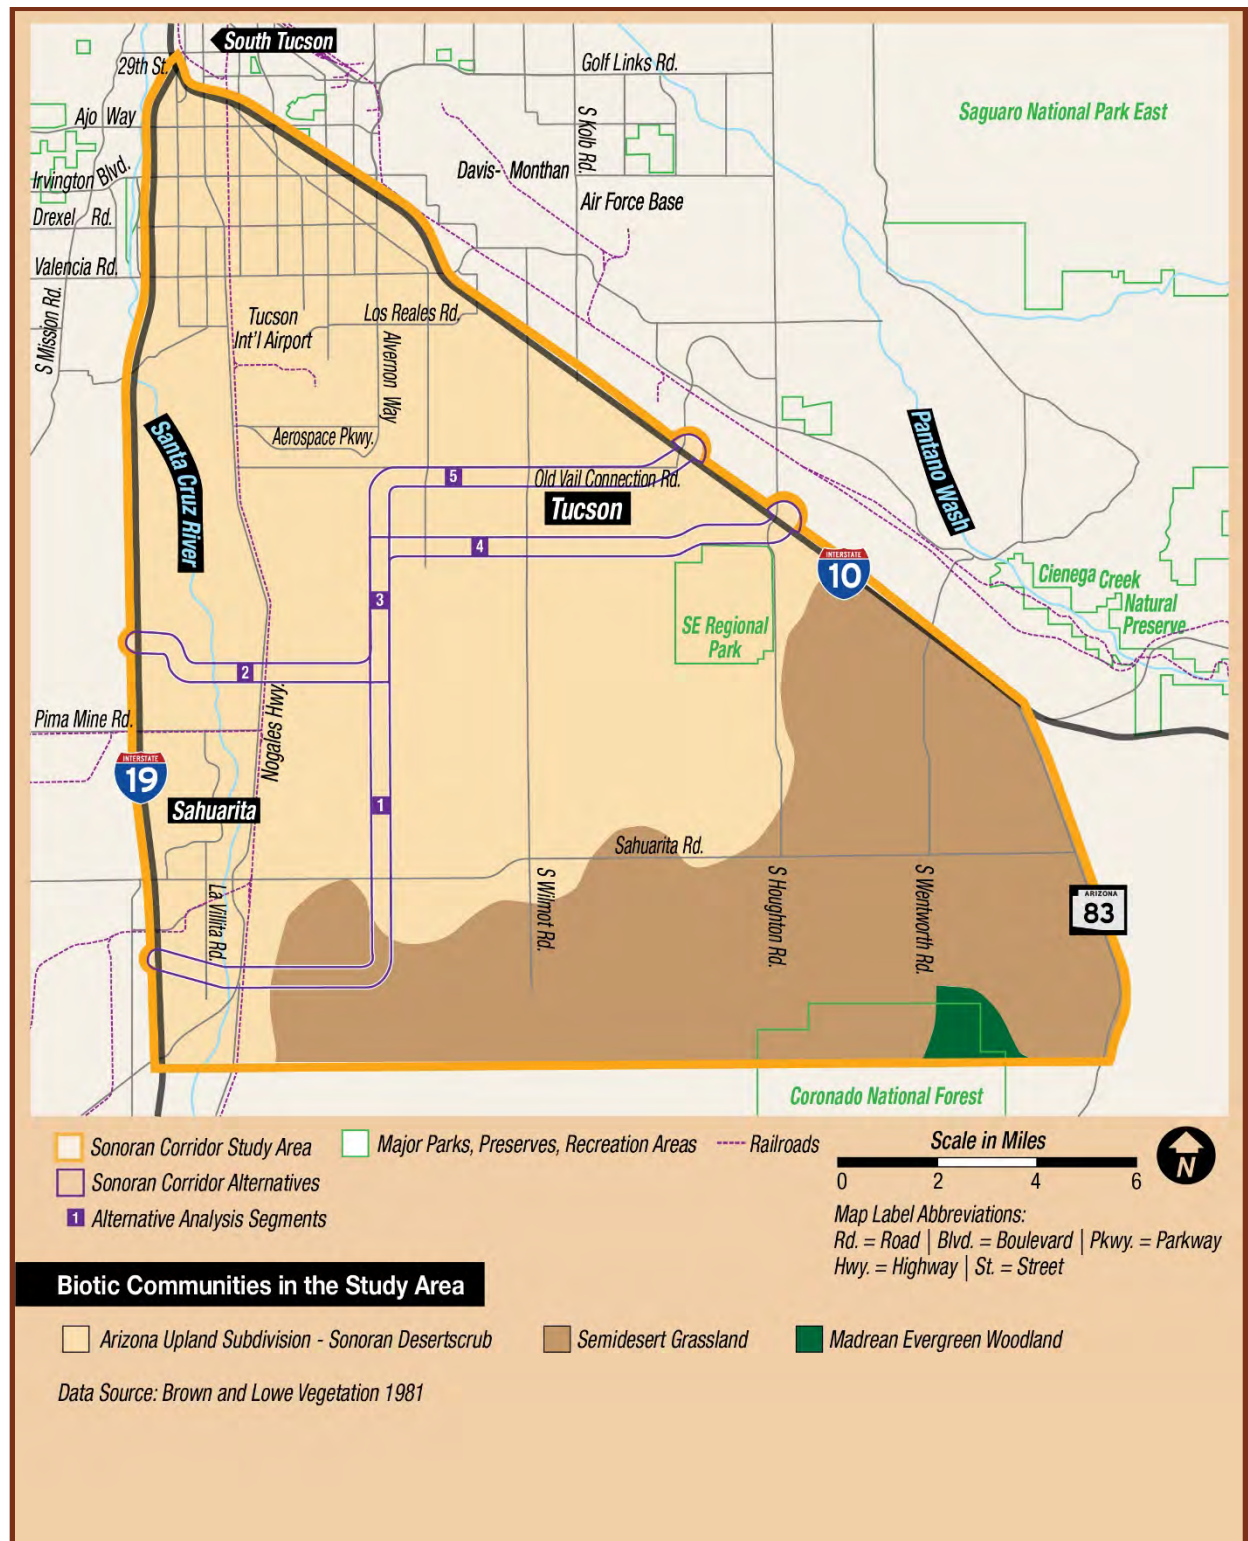 South Tucson
29th St.
Golf Links Rd.
Ajo Way
S Kolb Rd.
Saguaro National Park East
Irvington Blvd.
Davis- Monthan
Air Force Base
Drexel Rd.
Valencia Rd.
S Mission Rd.
Tucson
Int'l Airport
Los Reales Rd.
Alvernon Way
Aerospace Pkwy.
Santa Cruz River
Pantano Wash
5
Old Vail Connection Rd.
Tucson
4
INTERSTATE
10
Cienega Creek
Natural
Preserve
3
SE Regional
Park
2
Nogales Hwy.
Pima Mine Rd.
INTERSTATE
19
Sahuarita
1
Sahuarita Rd.
La Villita Rd.
S Wilmot Rd.
S Houghton Rd.
S Wentworth Rd.
ARIZONA
83
Coronado National Forest
Sonoran Corridor Study Area
Major Parks, Preserves, Recreation Areas
Railroads
Sonoran Corridor Alternatives
1 Alternative Analysis Segments
Scale in Miles
0 2 4 6
N
Map Label Abbreviations:
Rd. = Road | Blvd. = Boulevard | Pkwy. = Parkway
Hwy. = Highway | St. = Street
Biotic Communities in the Study Area
Arizona Upland Subdivision - Sonoran Desertscrub
Semidesert Grassland
Madrean Evergreen Woodland
Data Source: Brown and Lowe Vegetation 1981